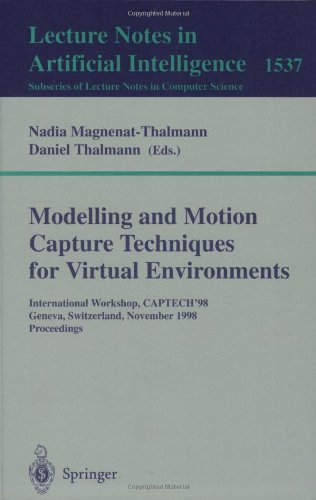 Lecture Notes in
Artificial Intelligence 1537
Subseries of Lecture Notes in Computer Science
Nadia Magnenat-Thalmann
Daniel Thalmann (Eds.)
Modelling and Motion
Capture Techniques
for Virtual Environments
International Workshop, CAPTECH'98
Geneva, Switzerland, November 1998
Proceedings
Springer